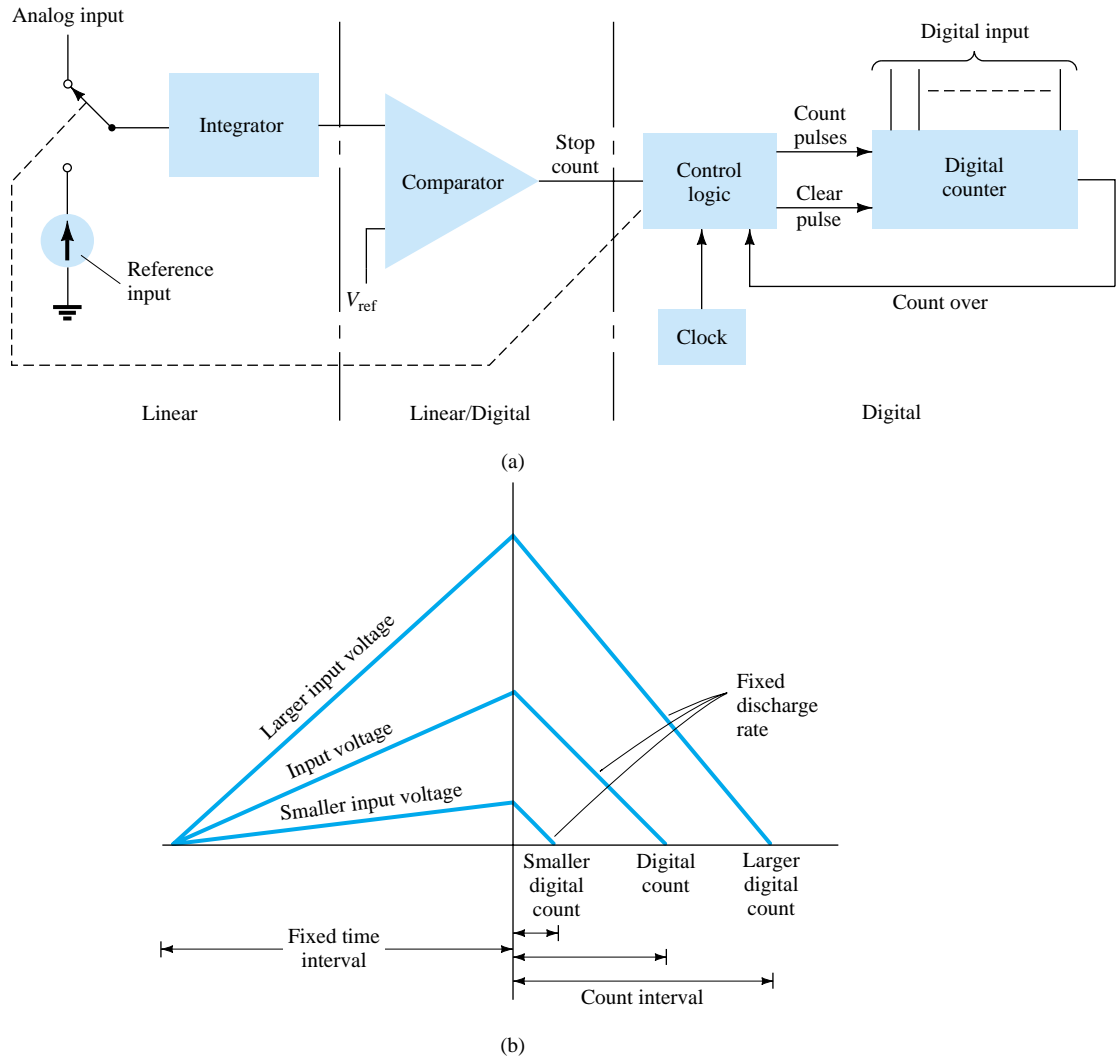 Analog input
Digital input
Integrator
Comparator
Stop
count
Control
logic
Count
pulses
Clear
pulse
Digital
counter
Reference
input
Vref
Clock
Count over
Linear
Linear/Digital
Digital
(a)
Larger input voltage
Input voltage
Smaller input voltage
Fixed
discharge
rate
Smaller
digital
count
Digital
count
Larger
digital
count
Fixed time
interval
Count interval
(b)